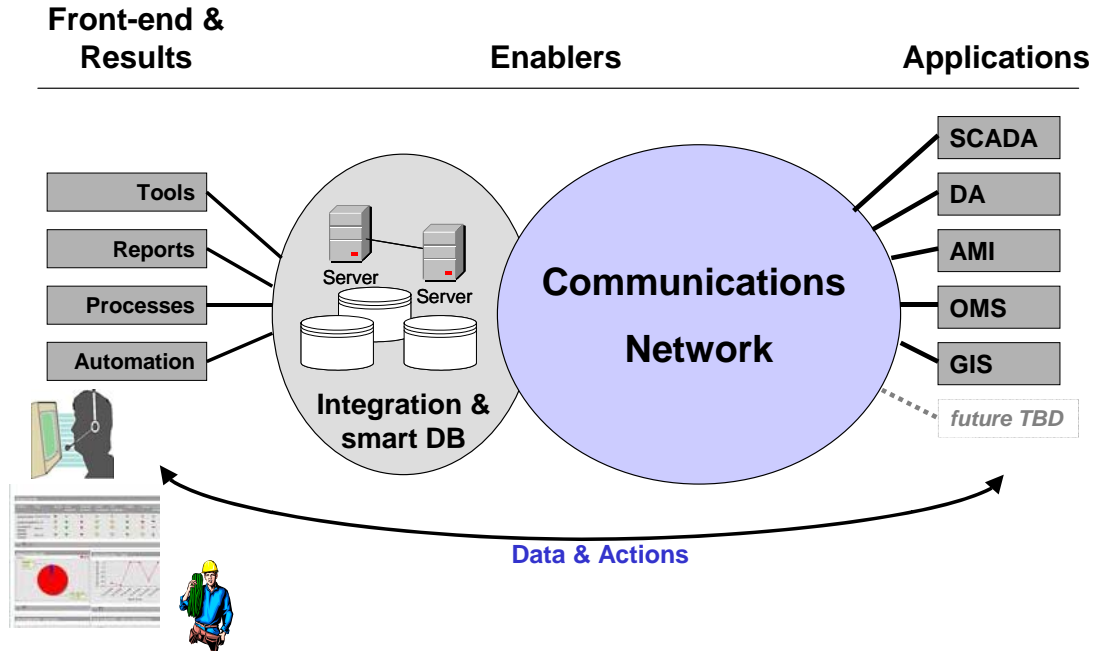 Front-end &
Results
Enablers
Applications
Tools
Reports
Processes
Automation
Server
Server
Integration &
smart DB
Communications
Network
SCADA
DA
AMI
OMS
GIS
future TBD
Data & Actions